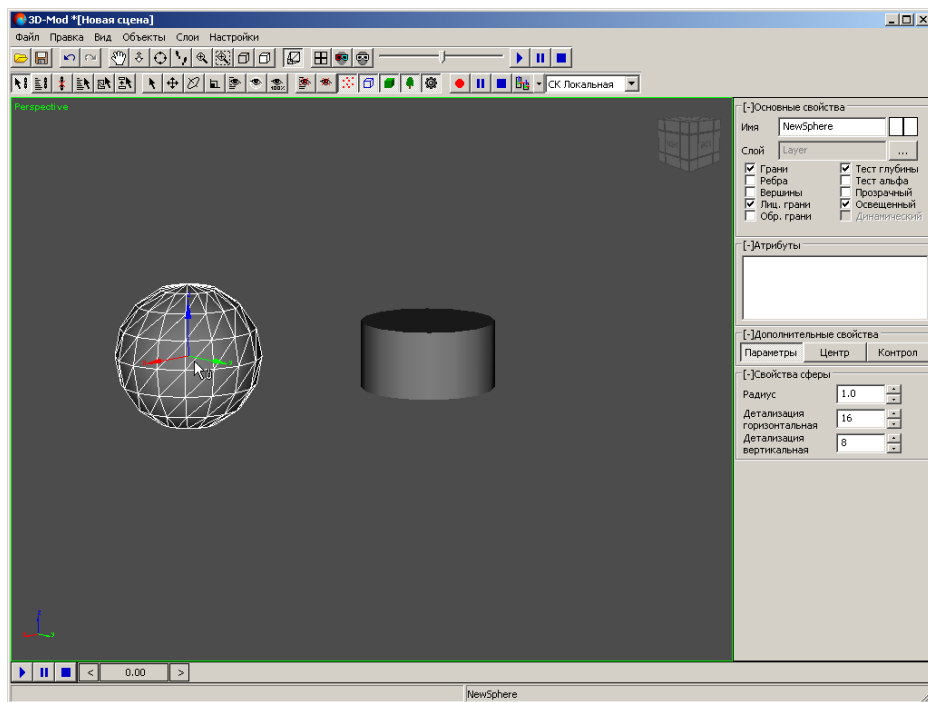 3D-Mod *[Новая сцена]
Файл Правка Вид Объекты Слои Настройки
100%
СК Локальная
Perspective
[-]Основные свойства
Имя NewSphere
Слой Layer ...
Грани Тест глубины
Ребра Тест альфа
Вершины Прозрачный
Лиц. грани Освещенный
Обр. грани Динамический
[-]Атрибуты
[-]Дополнительные свойства
Параметры Центр Контрол
[-]Свойства сферы
Радиус 1.0
Детализация
горизонтальная 16
Детализация
вертикальная 8
z
< 0.00 >
NewSphere